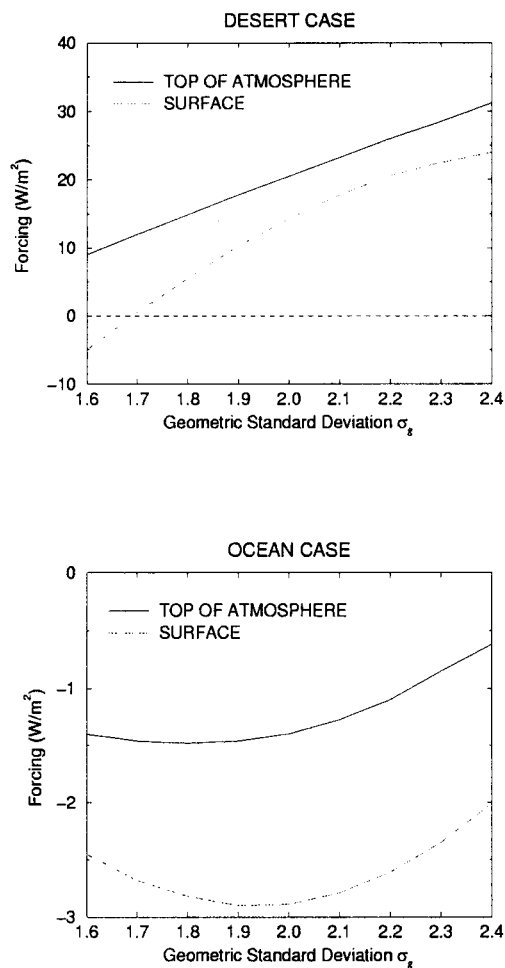 DESERT CASE
40
30
20
10
0
−10
TOP OF ATMOSPHERE
SURFACE
Forcing (W/m²)
1.6 1.7 1.8 1.9 2.0 2.1 2.2 2.3 2.4
Geometric Standard Deviation σg
OCEAN CASE
0
−1
−2
−3
TOP OF ATMOSPHERE
SURFACE
Forcing (W/m²)
1.6 1.7 1.8 1.9 2.0 2.1 2.2 2.3 2.4
Geometric Standard Deviation σg